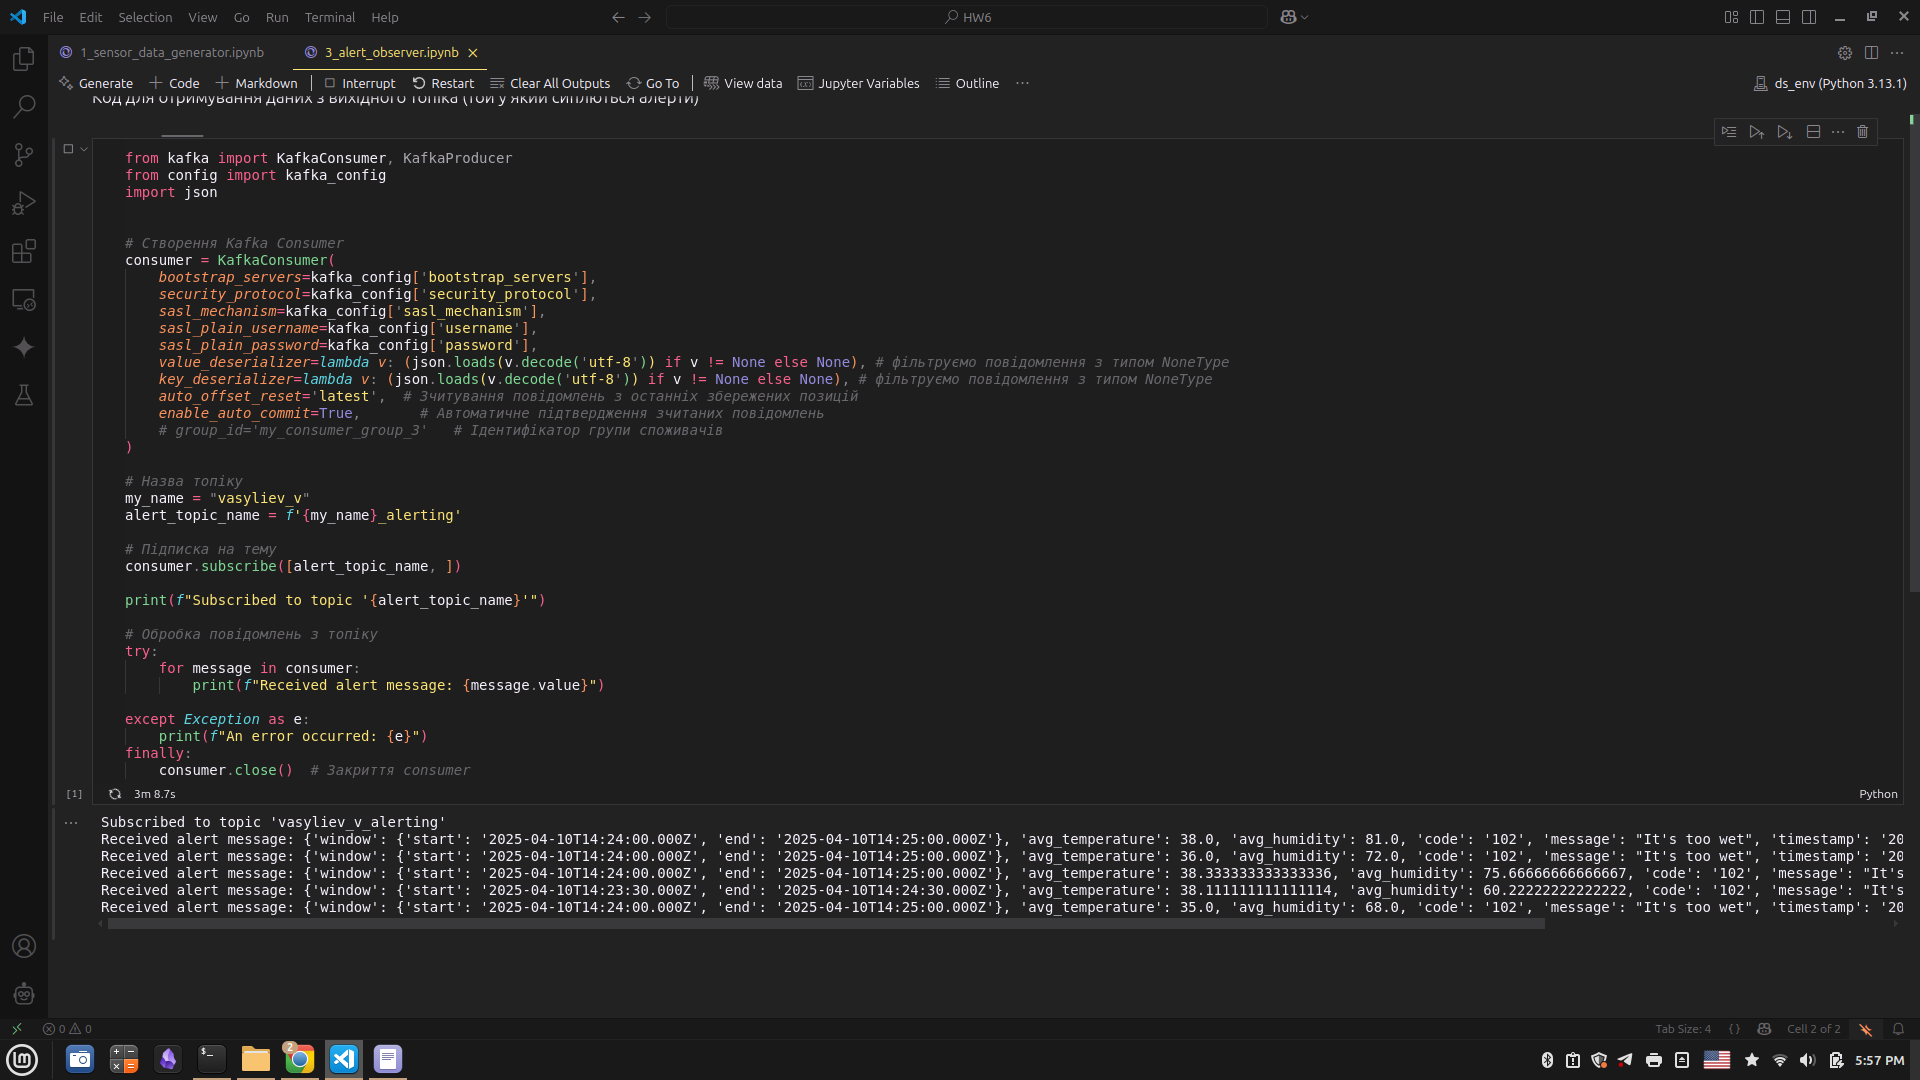 File Edit Selection View Go Run Terminal Help
HW6
1_sensor_data_generator.ipynb
3_alert_observer.ipynb
Generate Code Markdown Interrupt Restart Clear All Outputs Go To View data Jupyter Variables Outline ···
ds_env (Python 3.13.1)
Код для отримування даних з вихідного топіка (той у який сиплються алерти)
from kafka import KafkaConsumer, KafkaProducer
from config import kafka_config
import json
# Створення Kafka Consumer
consumer = KafkaConsumer(
bootstrap_servers=kafka_config['bootstrap_servers'],
security_protocol=kafka_config['security_protocol'],
sasl_mechanism=kafka_config['sasl_mechanism'],
sasl_plain_username=kafka_config['username'],
sasl_plain_password=kafka_config['password'],
value_deserializer=lambda v: (json.loads(v.decode('utf-8')) if v != None else None), # фільтруємо повідомлення з типом NoneType
key_deserializer=lambda v: (json.loads(v.decode('utf-8')) if v != None else None), # фільтруємо повідомлення з типом NoneType
auto_offset_reset='latest',  # Зчитування повідомлень з останніх збережених позицій
enable_auto_commit=True,       # Автоматичне підтвердження зчитаних повідомлень
# group_id='my_consumer_group_3'   # Ідентифікатор групи споживачів
)
# Назва топіку
my_name = "vasyliev_v"
alert_topic_name = f'{my_name}_alerting'
# Підписка на тему
consumer.subscribe([alert_topic_name, ])
print(f"Subscribed to topic '{alert_topic_name}'")
# Обробка повідомлень з топіку
try:
for message in consumer:
print(f"Received alert message: {message.value}")
except Exception as e:
print(f"An error occurred: {e}")
finally:
consumer.close()  # Закриття consumer
[1] 3m 8.7s Python
Subscribed to topic 'vasyliev_v_alerting'
Received alert message: {'window': {'start': '2025-04-10T14:24:00.000Z', 'end': '2025-04-10T14:25:00.000Z'}, 'avg_temperature': 38.0, 'avg_humidity': 81.0, 'code': '102', 'message': "It's too wet", 'timestamp': '20
Received alert message: {'window': {'start': '2025-04-10T14:24:00.000Z', 'end': '2025-04-10T14:25:00.000Z'}, 'avg_temperature': 36.0, 'avg_humidity': 72.0, 'code': '102', 'message': "It's too wet", 'timestamp': '20
Received alert message: {'window': {'start': '2025-04-10T14:24:00.000Z', 'end': '2025-04-10T14:25:00.000Z'}, 'avg_temperature': 38.333333333333336, 'avg_humidity': 75.66666666666667, 'code': '102', 'message': "It's
Received alert message: {'window': {'start': '2025-04-10T14:23:30.000Z', 'end': '2025-04-10T14:24:30.000Z'}, 'avg_temperature': 38.111111111111114, 'avg_humidity': 60.22222222222222, 'code': '102', 'message': "It's
Received alert message: {'window': {'start': '2025-04-10T14:24:00.000Z', 'end': '2025-04-10T14:25:00.000Z'}, 'avg_temperature': 35.0, 'avg_humidity': 68.0, 'code': '102', 'message': "It's too wet", 'timestamp': '20
0 0
Tab Size: 4 {} Cell 2 of 2
2
5:57 PM